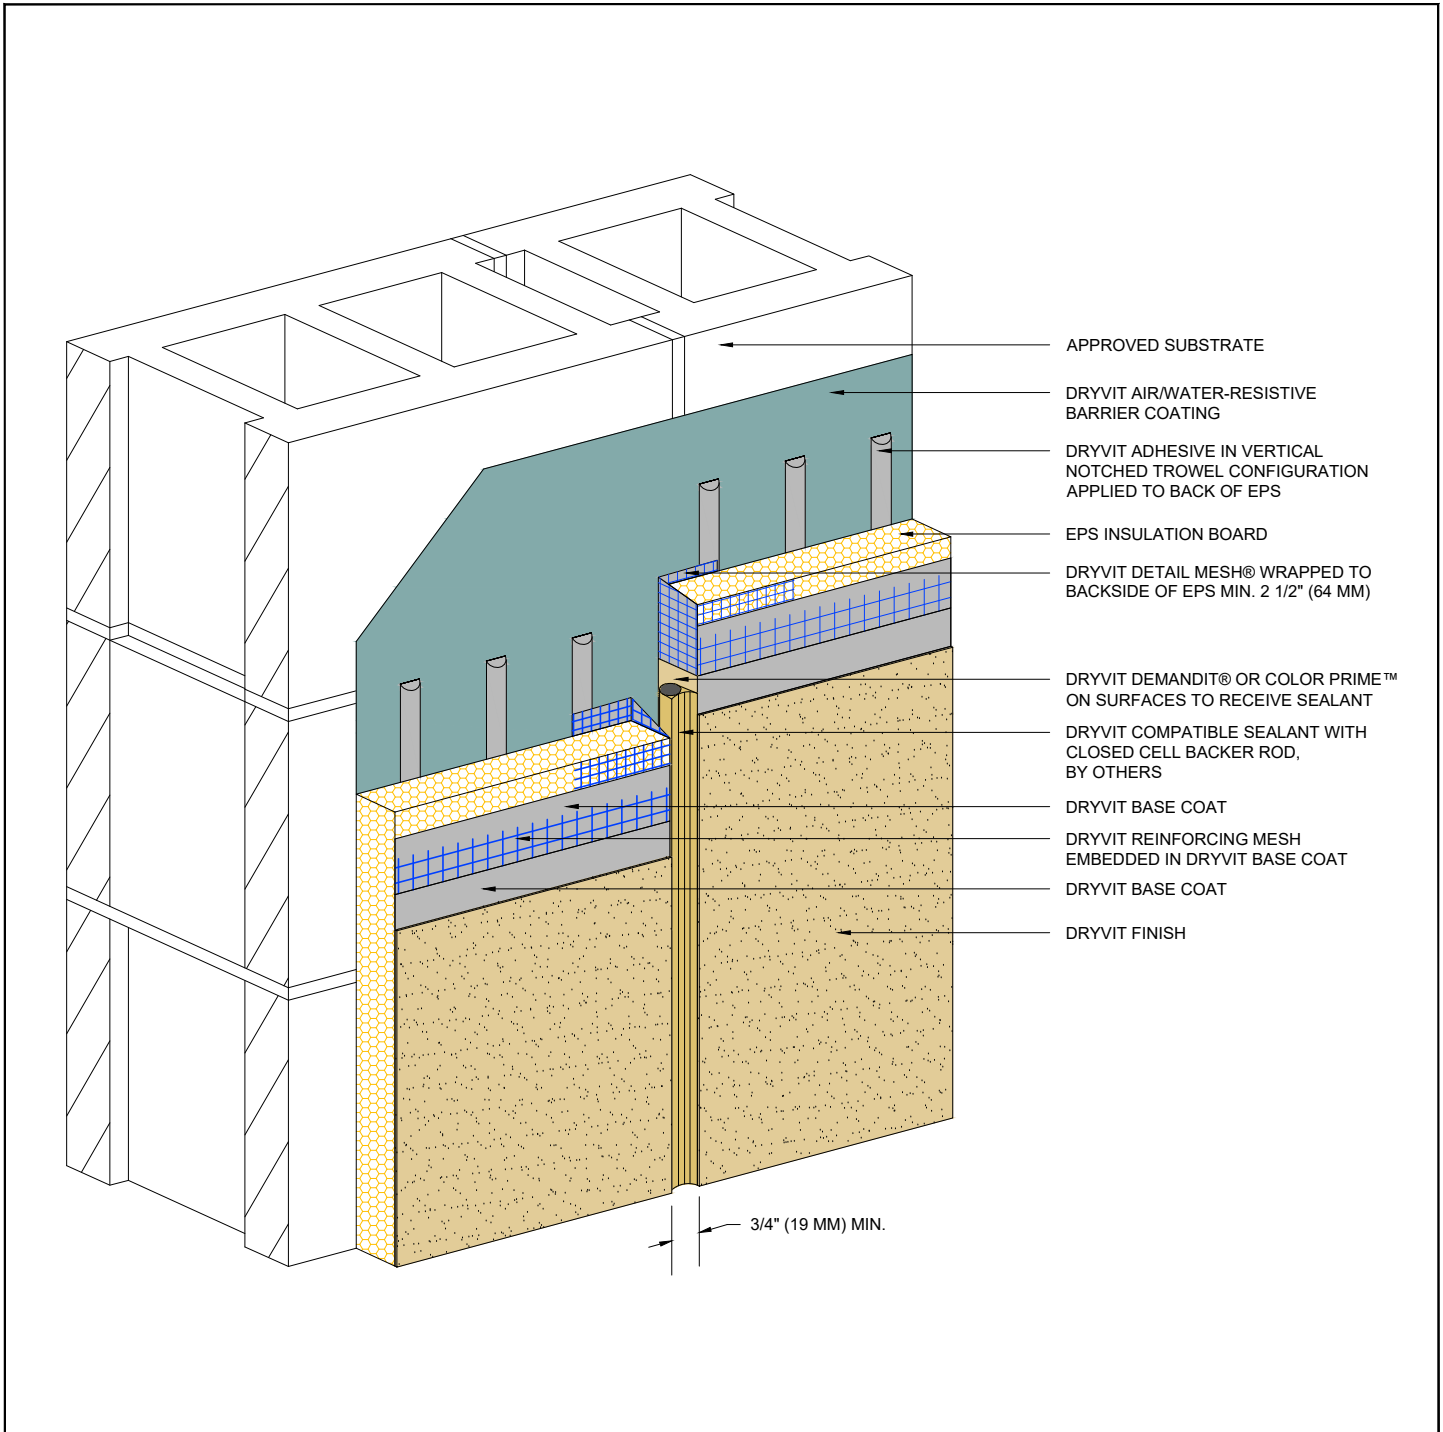 APPROVED SUBSTRATE
DRYVIT AIR/WATER-RESISTIVE
BARRIER COATING
DRYVIT ADHESIVE IN VERTICAL
NOTCHED TROWEL CONFIGURATION
APPLIED TO BACK OF EPS
EPS INSULATION BOARD
DRYVIT DETAIL MESH® WRAPPED TO
BACKSIDE OF EPS MIN. 2 1/2" (64 MM)
DRYVIT DEMANDIT® OR COLOR PRIME™
ON SURFACES TO RECEIVE SEALANT
DRYVIT COMPATIBLE SEALANT WITH
CLOSED CELL BACKER ROD,
BY OTHERS
DRYVIT BASE COAT
DRYVIT REINFORCING MESH
EMBEDDED IN DRYVIT BASE COAT
DRYVIT BASE COAT
DRYVIT FINISH
3/4" (19 MM) MIN.